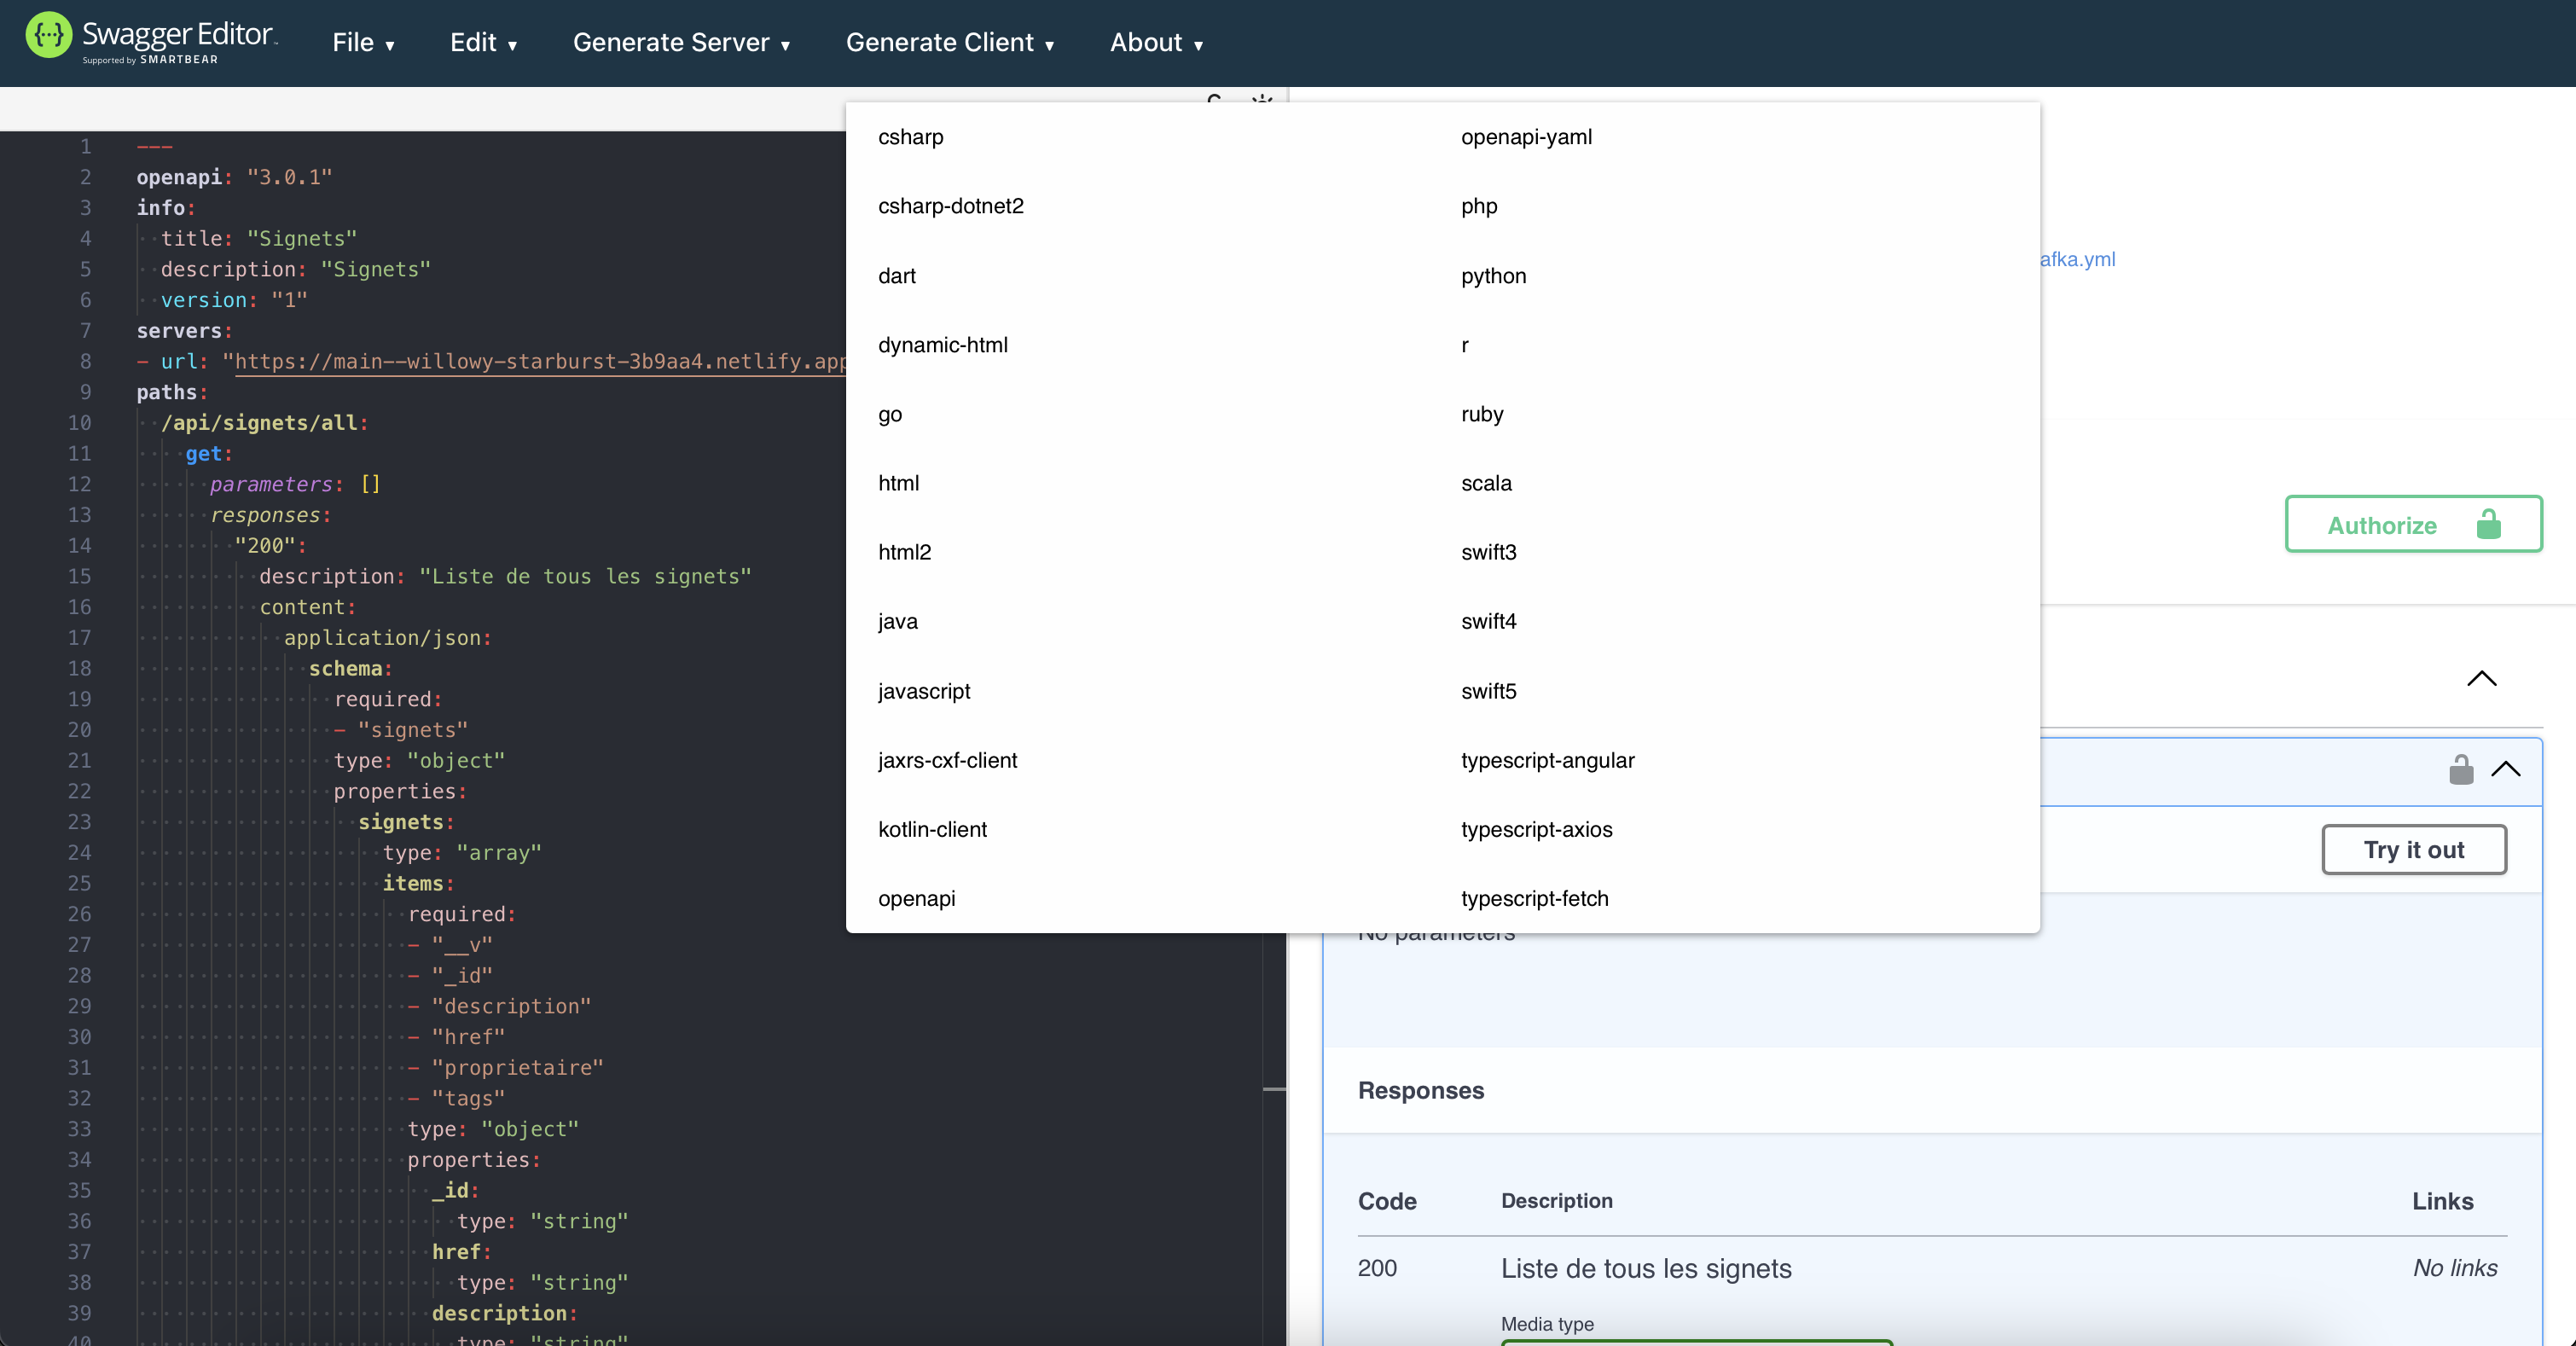 Swagger Editor
Supported by SMARTBEAR
File ▾
Edit ▾
Generate Server ▾
Generate Client ▾
About ▾
1 ---
2 openapi: "3.0.1"
3 info:
4 title: "Signets"
5 description: "Signets"
6 version: "1"
7 servers:
8 - url: "https://main--willowy-starburst-3b9aa4.netlify.app
9 paths:
10 /api/signets/all:
11 get:
12 parameters: []
13 responses:
14 "200":
15 description: "Liste de tous les signets"
16 content:
17 application/json:
18 schema:
19 required:
20 - "signets"
21 type: "object"
22 properties:
23 signets:
24 type: "array"
25 items:
26 required:
27 - "__v"
28 - "_id"
29 - "description"
30 - "href"
31 - "proprietaire"
32 - "tags"
33 type: "object"
34 properties:
35 _id:
36 type: "string"
37 href:
38 type: "string"
39 description:
40 type: "string"
csharp
csharp-dotnet2
dart
dynamic-html
go
html
html2
java
javascript
jaxrs-cxf-client
kotlin-client
openapi
openapi-yaml
php
python
r
ruby
scala
swift3
swift4
swift5
typescript-angular
typescript-axios
typescript-fetch
afka.yml
Authorize
Try it out
No parameters
Responses
Code Description Links
200 Liste de tous les signets No links
Media type